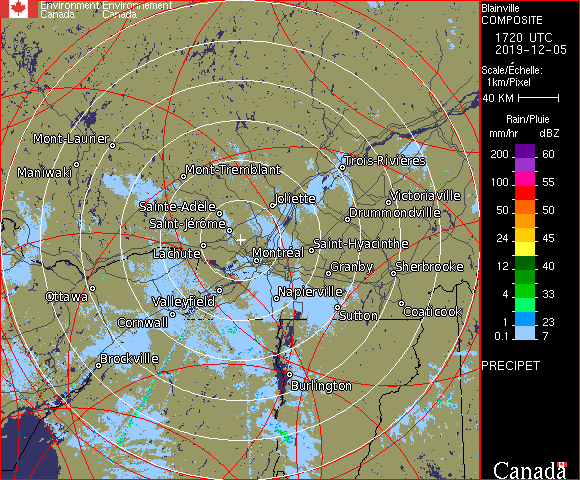 Environment Environnement
Canada Canada
Blainville
COMPOSITE
1720 UTC
2019-12-05
Scale/Échelle:
1km/Pixel
40 KM
Rain/Pluie
mm/hr dBZ
200 60
100 55
50 50
24 45
12 40
4 33
1 23
0.1 7
PRECIPET
Mont-Laurier
Maniwaki
Mont-Tremblant
Trois-Rivières
Joliette
Victoriaville
Sainte-Adele
Drummondville
Saint-Jérôme
Lachute
Saint-Hyacinthe
Montréal
Granby
Sherbrooke
Ottawa
Valleyfield
Napierville
Cornwall
Sutton
Coaticook
Brockville
Burlington
Canada